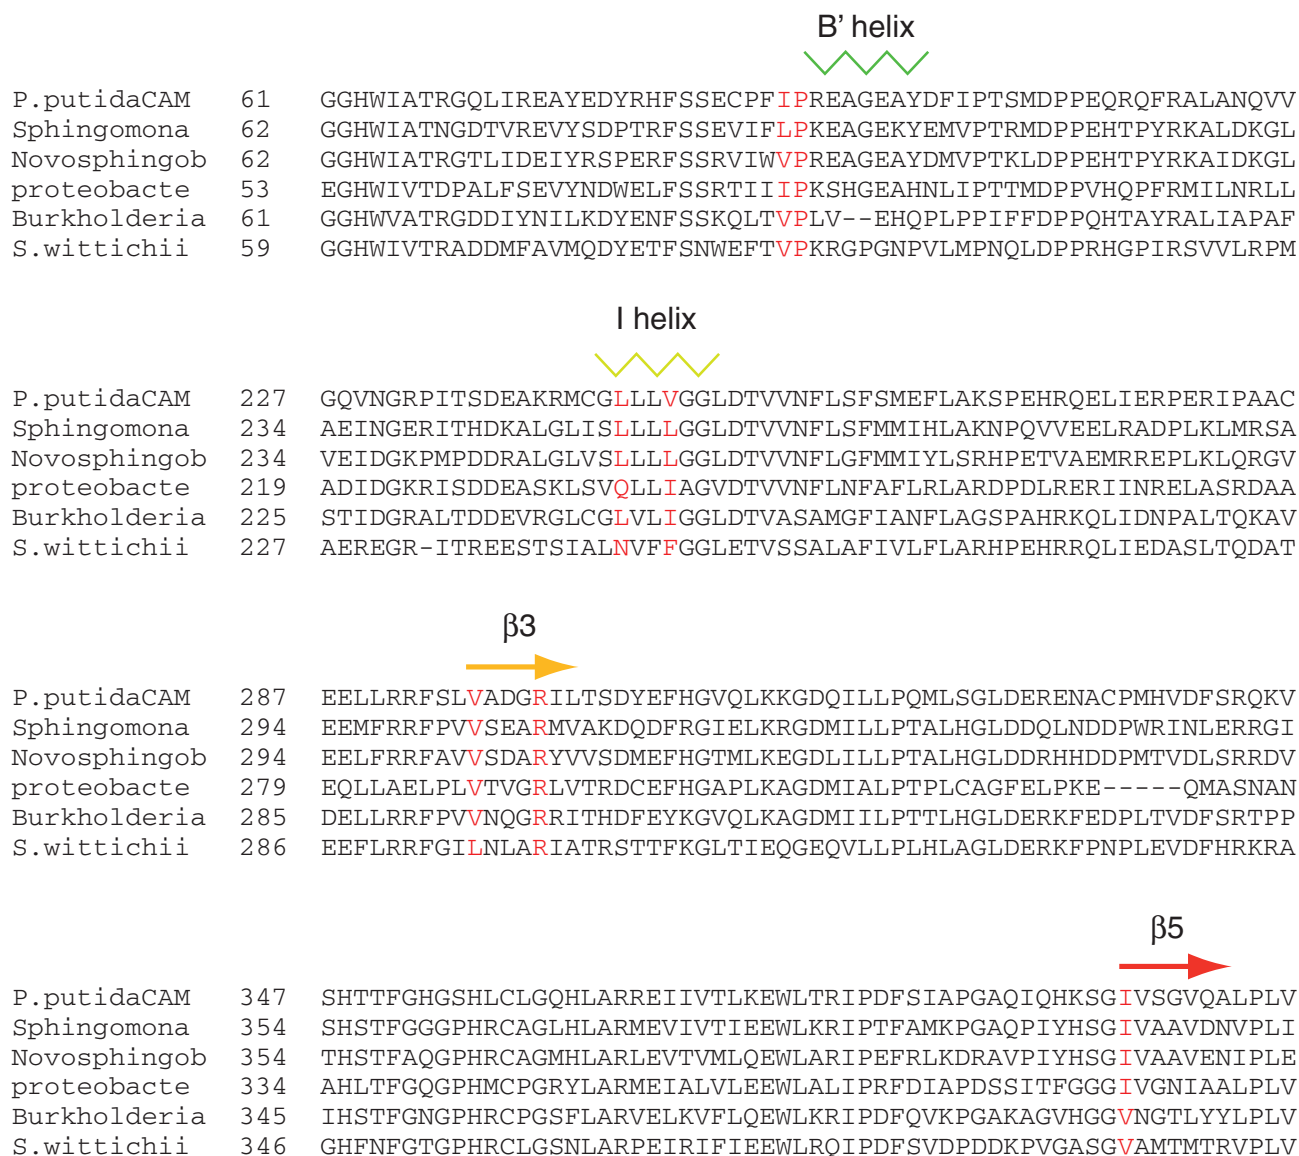 B’ helix
P.putidaCAM 61 GGHWIATRGQLIREAYEDYRHFSSECPFIPREAGEAYDFIPTSMDPPEQRQFRALANQVV
Sphingomona 62 GGHWIATNGDTVREVYSDPTRFSSEVIFLPKEAGEKYEMVPTRMDPPEHTPYRKALDKGL
Novosphingob 62 GGHWIATRGTLIDEIYRSPERFSSRVIWVPREAGEAYDMVPTKLDPPEHTPYRKAIDKGL
proteobacte 53 EGHWIVTDPALFSEVYNDWELFSSRTIIIPKSHGEAHNLIPTTMDPPVHQPFRMILNRLL
Burkholderia 61 GGHWVATRGDDIYNILKDYENFSSKQLTVPLV--EHQPLPPIFFDPPQHTAYRALIAPAF
S.wittichii 59 GGHWIVTRADDMFAVMQDYETFSNWEFTVPKRGPGNPVLMPNQLDPPRHGPIRSVVLRPM
I helix
P.putidaCAM 227 GQVNGRPITSDEAKRMCGLLLVGGLDTVVNFLSFSMEFLAKSPEHRQELIERPERIPAAC
Sphingomona 234 AEINGERITHDKALGLISLLLLGGLDTVVNFLSFMMIHLAKNPQVVEELRADPLKLMRSA
Novosphingob 234 VEIDGKPMPDDRALGLVSLLLLGGLDTVVNFLGFMMIYLSRHPETVAEMRREPLKLQRGV
proteobacte 219 ADIDGKRISDDEASKLSVQLLIAGVDTVVNFLNFAFLRLARDPDLRERIINRELASRDAA
Burkholderia 225 STIDGRALTDDEVRGLCGLVLIGGLDTVASAMGFIANFLAGSPAHRKQLIDNPALTQKAV
S.wittichii 227 AEREGR-ITREESTSIALNVFFGGLETVSSALAFIVLFLARHPEHRRQLIEDASLTQDAT
β3
P.putidaCAM 287 EELLRRFSLVADGRILTSDYEFHGVQLKKGDQILLPQMLSGLDERENACPMHVDFSRQKV
Sphingomona 294 EEMFRRFPVVSEARMVAKDQDFRGIELKRGDMILLPTALHGLDDQLNDDPWRINLERRGI
Novosphingob 294 EELFRRFAVVSDARYVVSDMEFHGTMLKEGDLILLPTALHGLDDRHHDDPMTVDLSRRDV
proteobacte 279 EQLLAELPLVTVGRLVTRDCEFHGAPLKAGDMIALPTPLCAGFELPKE-----QMASNAN
Burkholderia 285 DELLRRFPVVNQGRRITHDFEYKGVQLKAGDMIILPTTLHGLDERKFEDPLTVDFSRTPP
S.wittichii 286 EEFLRRFGILNLARIATRSTTFKGLTIEQGEQVLLPLHLAGLDERKFPNPLEVDFHRKRA
β5
P.putidaCAM 347 SHTTFGHGSHLCLGQHLARREIIVTLKEWLTRIPDFSIAPGAQIQHKSGIVSGVQALPLV
Sphingomona 354 SHSTFGGGPHRCAGLHLARMEVIVTIEEWLKRIPTFAMKPGAQPIYHSGIVAAVDNVPLI
Novosphingob 354 THSTFAQGPHRCAGMHLARLEVTVMLQEWLARIPEFRLKDRAVPIYHSGIVAAVENIPLE
proteobacte 334 AHLTFGQGPHMCPGRYLARMEIALVLEEWLALIPRFDIAPDSSITFGGGIVGNIAALPLV
Burkholderia 345 IHSTFGNGPHRCPGSFLARVELKVFLQEWLKRIPDFQVKPGAKAGVHGGVNGTLYYLPLV
S.wittichii 346 GHFNFGTGPHRCLGSNLARPEIRIFIEEWLRQIPDFSVDPDDKPVGASGVAMTMTRVPLV